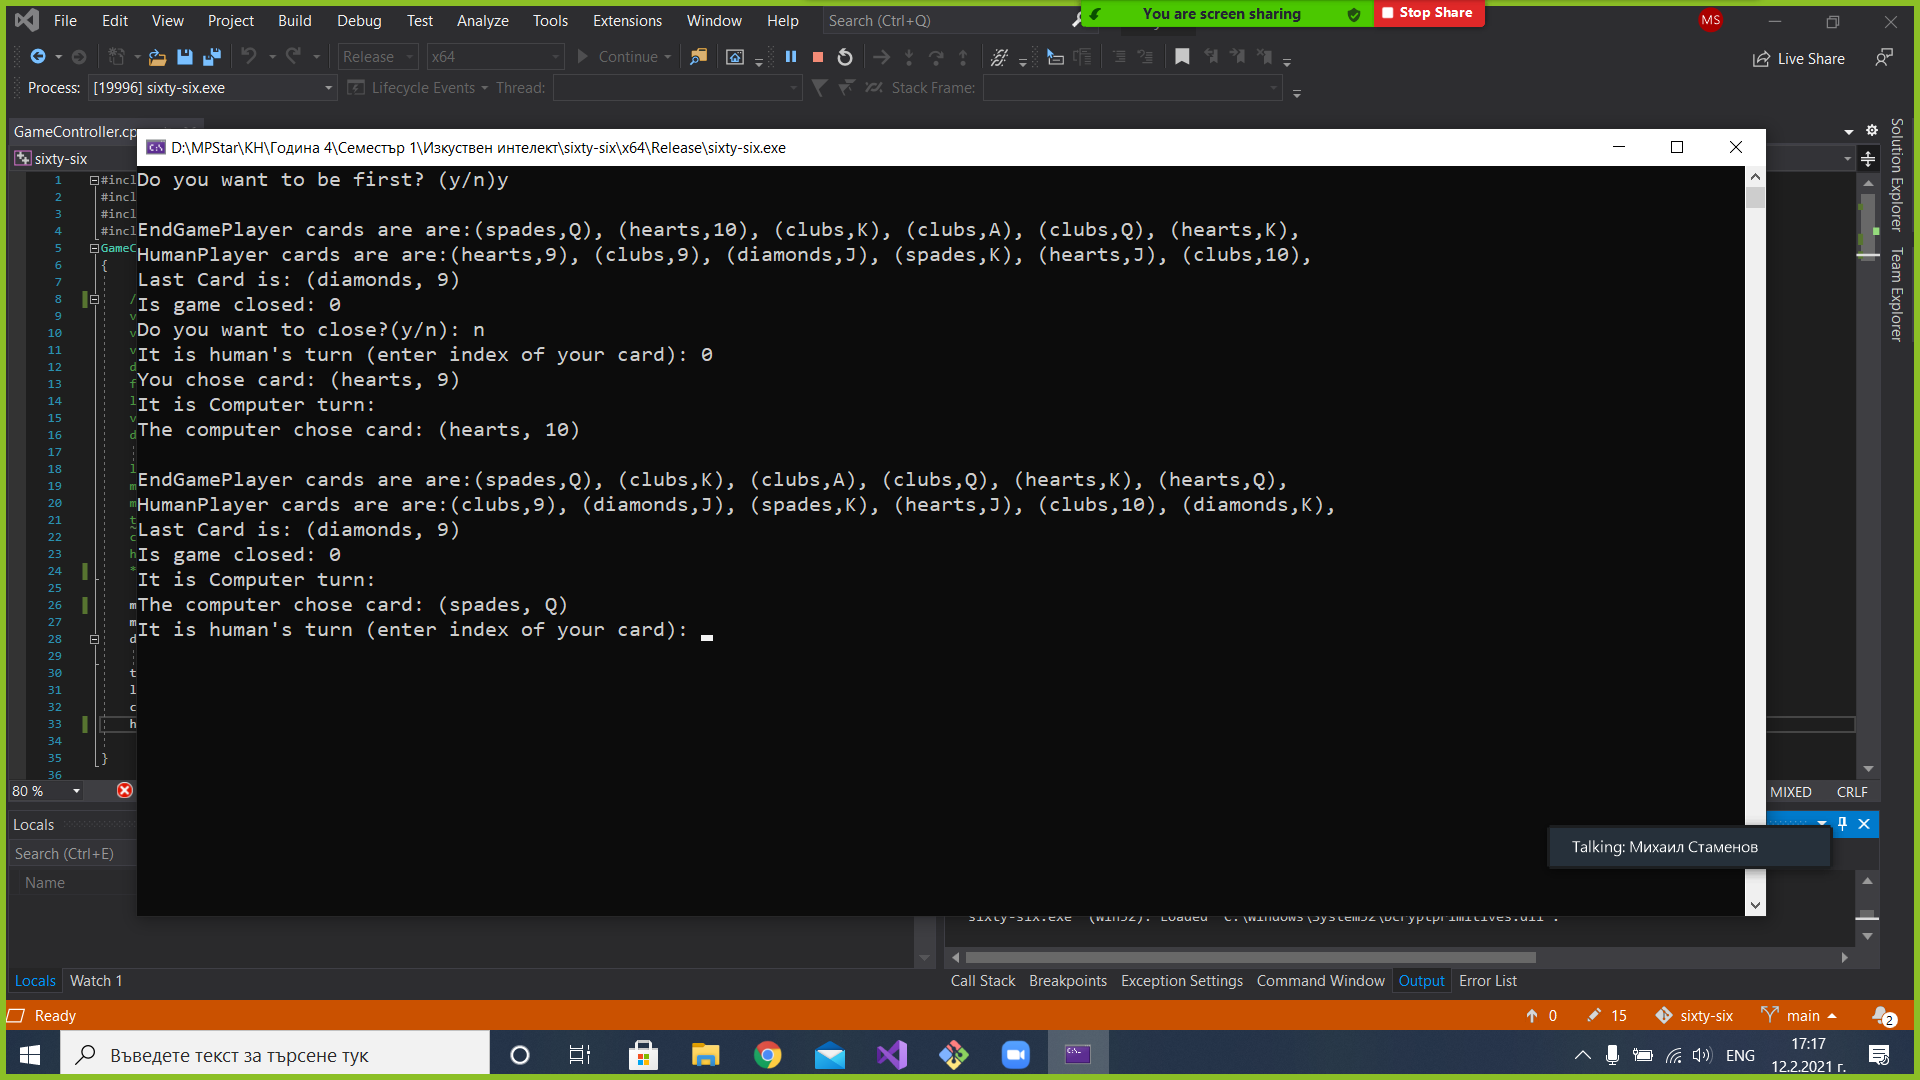 File Edit View Project Build Debug Test Analyze Tools Extensions Window Help Search (Ctrl+Q)
You are screen sharing Stop Share
MS
Release x64 Continue
Live Share
Process: [19996] sixty-six.exe Lifecycle Events Thread: Stack Frame:
GameController.cp
sixty-six
D:\MPStar\КН\Година 4\Семестър 1\Изкуствен интелект\sixty-six\x64\Release\sixty-six.exe
Do you want to be first? (y/n)y
EndGamePlayer cards are are:(spades,Q), (hearts,10), (clubs,K), (clubs,A), (clubs,Q), (hearts,K),
HumanPlayer cards are are:(hearts,9), (clubs,9), (diamonds,J), (spades,K), (hearts,J), (clubs,10),
Last Card is: (diamonds, 9)
Is game closed: 0
Do you want to close?(y/n): n
It is human's turn (enter index of your card): 0
You chose card: (hearts, 9)
It is Computer turn:
The computer chose card: (hearts, 10)
EndGamePlayer cards are are:(spades,Q), (clubs,K), (clubs,A), (clubs,Q), (hearts,K), (hearts,Q),
HumanPlayer cards are are:(clubs,9), (diamonds,J), (spades,K), (hearts,J), (clubs,10), (diamonds,K),
Last Card is: (diamonds, 9)
Is game closed: 0
It is Computer turn:
The computer chose card: (spades, Q)
It is human's turn (enter index of your card):
1 #incl
2 #incl
3 #incl
4 #incl
5 GameC
6 {
7
8 /
9 v
10 v
11 v
12 d
13 f
14 l
15 v
16 d
17
18 l
19 m
20 m
21 t
22 c
23 h
24 *
25
26 m
27 m
28 d
29
30 t
31 l
32 c
33 h
34
35 }
36
Solution Explorer
Team Explorer
80 %
MIXED CRLF
Locals
Search (Ctrl+E)
Name
Talking: Михаил Стаменов
sixty-six.exe (Win32): Loaded 'C:\Windows\System32\bcryptprimitives.dll'.
Locals Watch 1
Call Stack Breakpoints Exception Settings Command Window Output Error List
Ready
0 15 sixty-six main 2
Въведете текст за търсене тук
ENG
17:17
12.2.2021 г.